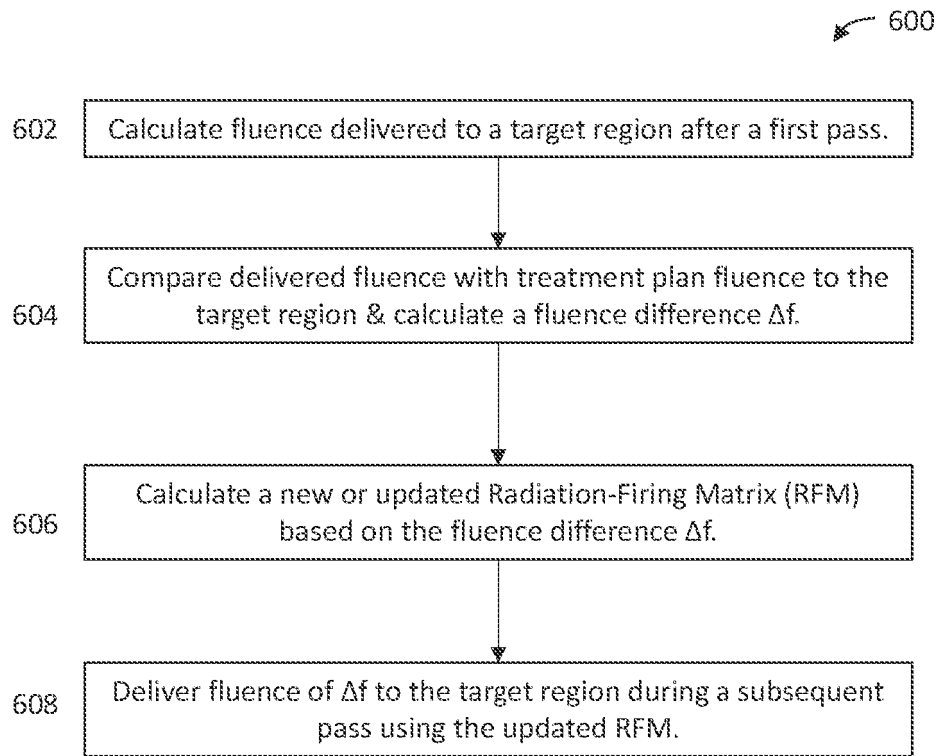 600
602
Calculate fluence delivered to a target region after a first pass.
Compare delivered fluence with treatment plan fluence to the
604
target region & calculate a fluence difference Δf.
Calculate a new or updated Radiation-Firing Matrix (RFM)
606
based on the fluence difference Δf.
Deliver fluence of Δf to the target region during a subsequent
608
pass using the updated RFM.